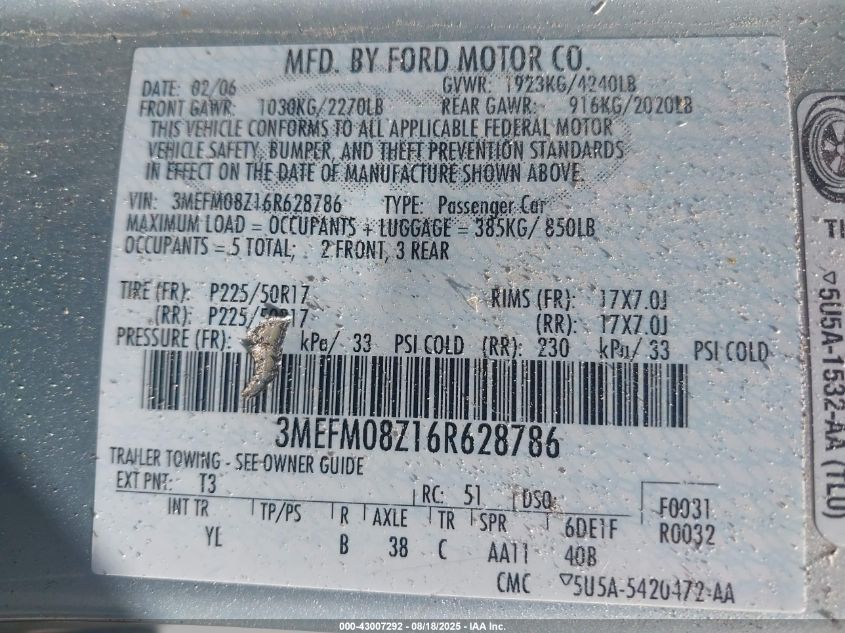 MFD. BY FORD MOTOR CO.
DATE: 02/06 GVWR: 1923KG/4240LB
FRONT GAWR: 1030KG/2270LB REAR GAWR: 916KG/2020LB
THIS VEHICLE CONFORMS TO ALL APPLICABLE FEDERAL MOTOR
VEHICLE SAFETY, BUMPER, AND THEFT PREVENTION STANDARDS
IN EFFECT ON THE DATE OF MANUFACTURE SHOWN ABOVE.
VIN: 3MEFM08Z16R628786 TYPE: Passenger Car
MAXIMUM LOAD = OCCUPANTS + LUGGAGE = 385KG/ 850LB
OCCUPANTS = 5 TOTAL; 2 FRONT, 3 REAR
TIRE (FR): P225/50R17 RIMS (FR): 17X7.0J
(RR): P225/50R17 (RR): 17X7.0J
PRESSURE (FR): kPa/ 33 PSI COLD (RR): 230 kPa/ 33 PSI COLD
3MEFM08Z16R628786
TRAILER TOWING - SEE OWNER GUIDE
EXT PNT: T3 RC: 51 DSO: F0031
INT TR TP/PS R AXLE TR SPR 6DE1F R0032
YL B 38 C AA11 40B
CMC ▽5U5A-5420472-AA
▽5U5A-1532-AA (TLU)
000-43007292 - 08/18/2025 - IAA Inc.